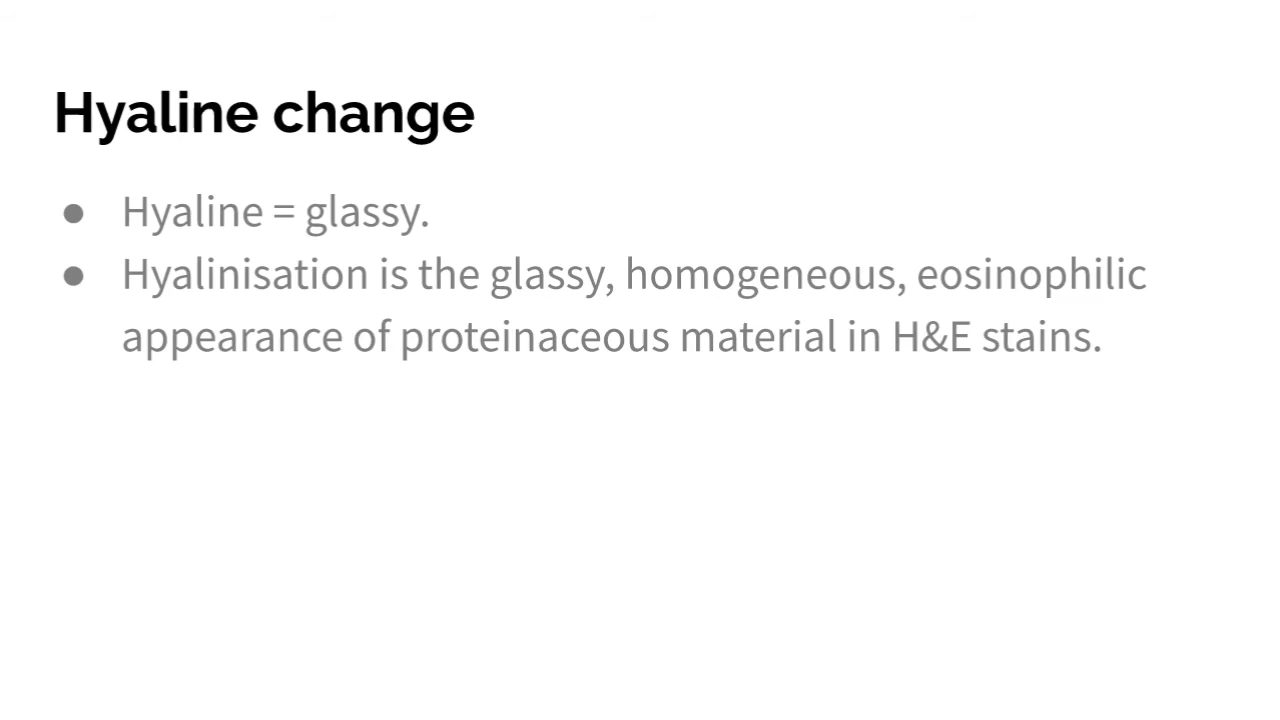 Hyaline change
● Hyaline = glassy.
● Hyalinisation is the glassy, homogeneous, eosinophilic
appearance of proteinaceous material in H&E stains.